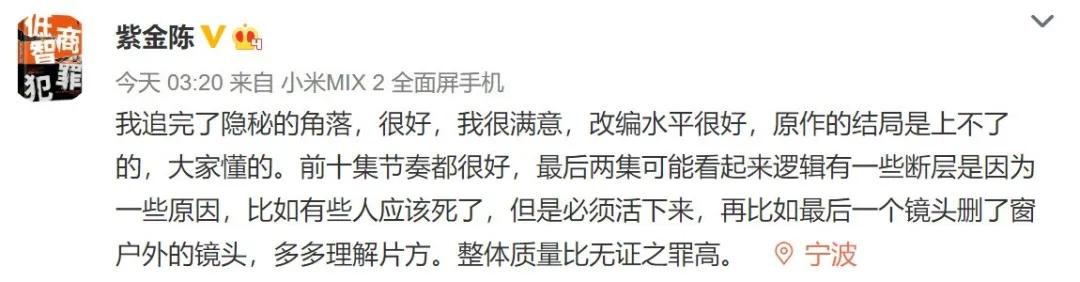 低智商犯罪
紫金陈
4
今天 03:20 来自 小米MIX 2 全面屏手机
我追完了隐秘的角落，很好，我很满意，改编水平很好，原作的结局是上不了
的，大家懂的。前十集节奏都很好，最后两集可能看起来逻辑有一些断层是因为
一些原因，比如有些人应该死了，但是必须活下来，再比如最后一个镜头删了窗
户外的镜头，多多理解片方。整体质量比无证之罪高。 宁波